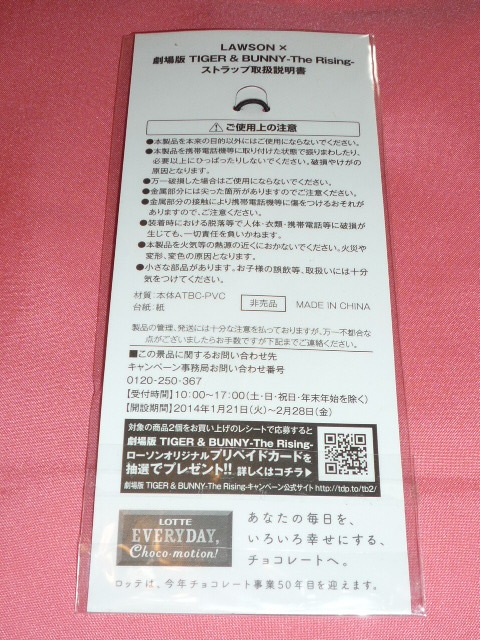 LAWSON ×
劇場版 TIGER & BUNNY-The Rising-
ストラップ取扱説明書
⚠ ご使用上の注意
●本製品を本来の目的以外にはご使用にならないでください。
●本製品を携帯電話機等に取り付けた状態で振りまわしたり、
必要以上にひっぱったりしないでください。破損やけがの
原因となります。
●万一破損した場合はご使用にならないでください。
●金属部分には尖った箇所がありますのでご注意ください。
●金属部分の接触により携帯電話機等に傷をつけるおそれが
ありますので、ご注意ください。
●装着時における脱落等で人体・衣類・携帯電話等に破損が
生じても、一切責任を負いかねます。
●本製品を火気等の熱源の近くにおかないでください。火災や
変形、変色の原因となります。
●小さな部品があります。お子様の誤飲等、取扱いには十分
気をつけてください。
材質:本体ATBC-PVC
台紙:紙
非売品
MADE IN CHINA
製品の管理、発送には十分な注意を払っておりますが、万一不都合な
点がございましたらお手数ですが下記までご連絡ください。
■この景品に関するお問い合わせ先
キャンペーン事務局お問い合わせ番号
0120-250-367
【受付時間】10:00〜17:00(土・日・祝日・年末年始を除く)
【開設期間】2014年1月21日(火)〜2月28日(金)
対象の商品2個をお買い上げのレシートで応募すると
劇場版 TIGER & BUNNY-The Rising-
ローソンオリジナルプリペイドカードを
抽選でプレゼント!! 詳しくはコチラ▶
劇場版 TIGER & BUNNY-The Rising-キャンペーン公式サイト http://tdp.to/tb2/
LOTTE
EVERYDAY,
Choco-motion!
あなたの毎日を、
いろいろ幸せにする、
チョコレートへ。
ロッテは、今年チョコレート事業50年目を迎えます。